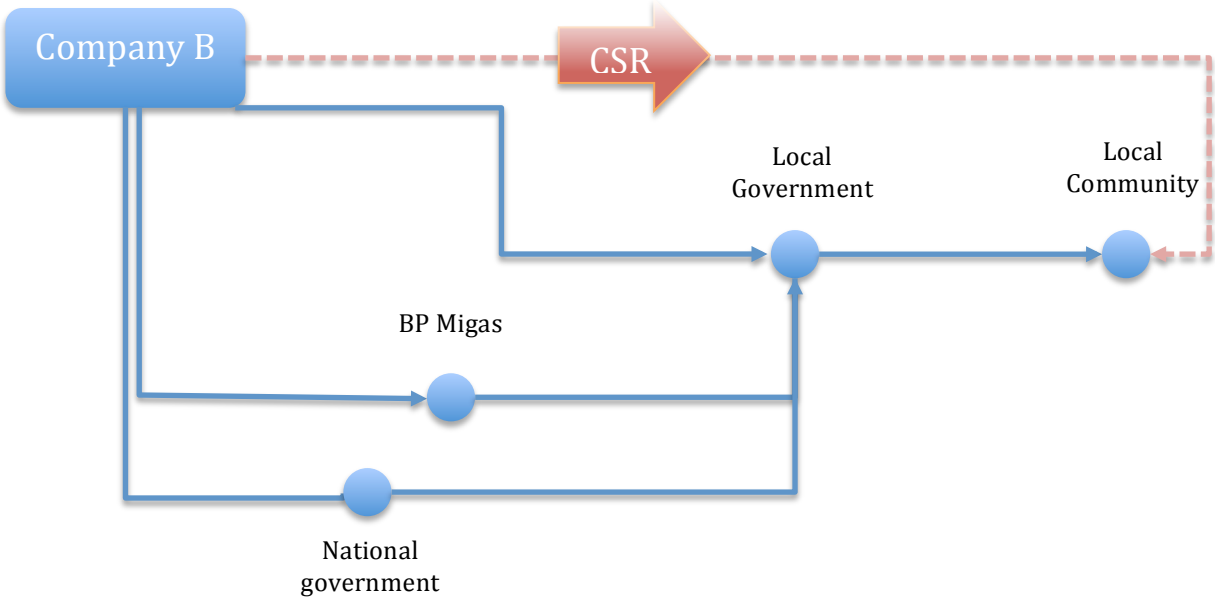 Company B
CSR
Local
Government
Local
Community
BP Migas
National
government